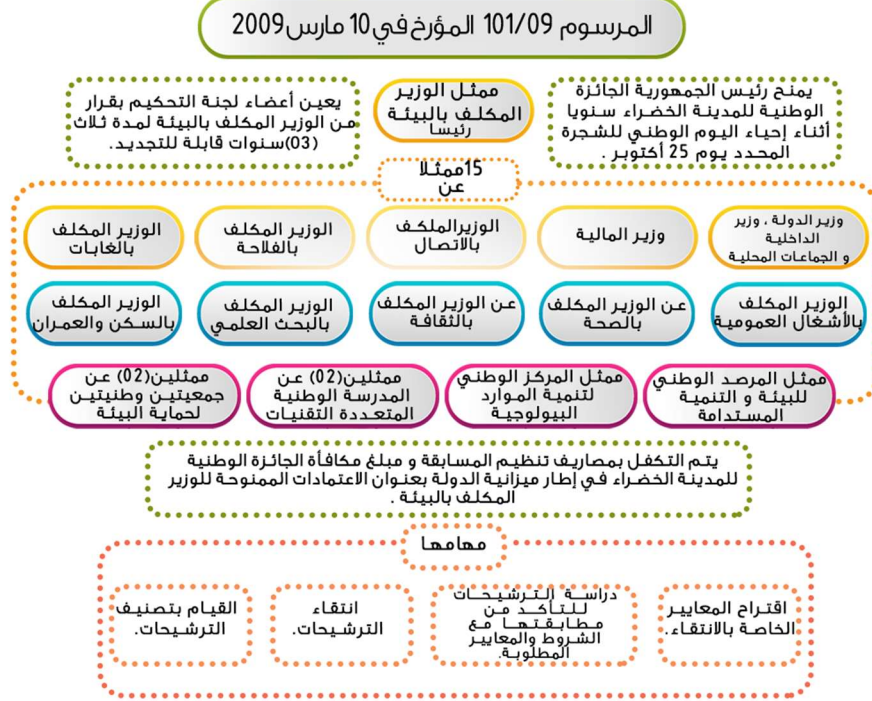 المرسوم 101/09 المؤرخ في 10 مارس 2009
يمنح رئيس الجمهورية الجائزة
الوطنية للمدينة الخضراء سنويا
أثناء إحياء اليوم الوطني للشجرة
المحدد يوم 25 أكتوبر .
ممثل الوزير
المكلف بالبيئة
رئيسا
يعين أعضاء لجنة التحكيم بقرار
من الوزير المكلف بالبيئة لمدة ثلاث
(03)سنوات قابلة للتجديد.
15ممثلا
عن
وزير الدولة ، وزير
الداخلية
و الجماعات المحلية
وزير المالية
الوزيرالملكف
بالاتصال
الوزير المكلف
بالفلاحة
الوزير المكلف
بالغابات
الوزير المكلف
بالأشغال العمومية
عن الوزير المكلف
بالصحة
عن الوزير المكلف
بالثقافة
الوزير المكلف
بالبحث العلمي
الوزير المكلف
بالسكن والعمران
ممثل المرصد الوطني
للبيئة و التنمية
المستدامة
ممثل المركز الوطني
لتنمية الموارد
البيولوجية
ممثلين(02) عن
المدرسة الوطنية
المتعددة التقنيات
ممثلين(02) عن
جمعيتين وطنيتين
لحماية البيئة
يتم التكفل بمصاريف تنظيم المسابقة و مبلغ مكافأة الجائزة الوطنية
للمدينة الخضراء في إطار ميزانية الدولة بعنوان الاعتمادات الممنوحة للوزير
المكلف بالبيئة .
مهامها
اقتراح المعايير
الخاصة بالانتقاء.
دراسة الترشيحات
للتأكد من
مطابقتها مع
الشروط والمعايير
المطلوبة.
انتقاء
الترشيحات.
القيام بتصنيف
الترشيحات.